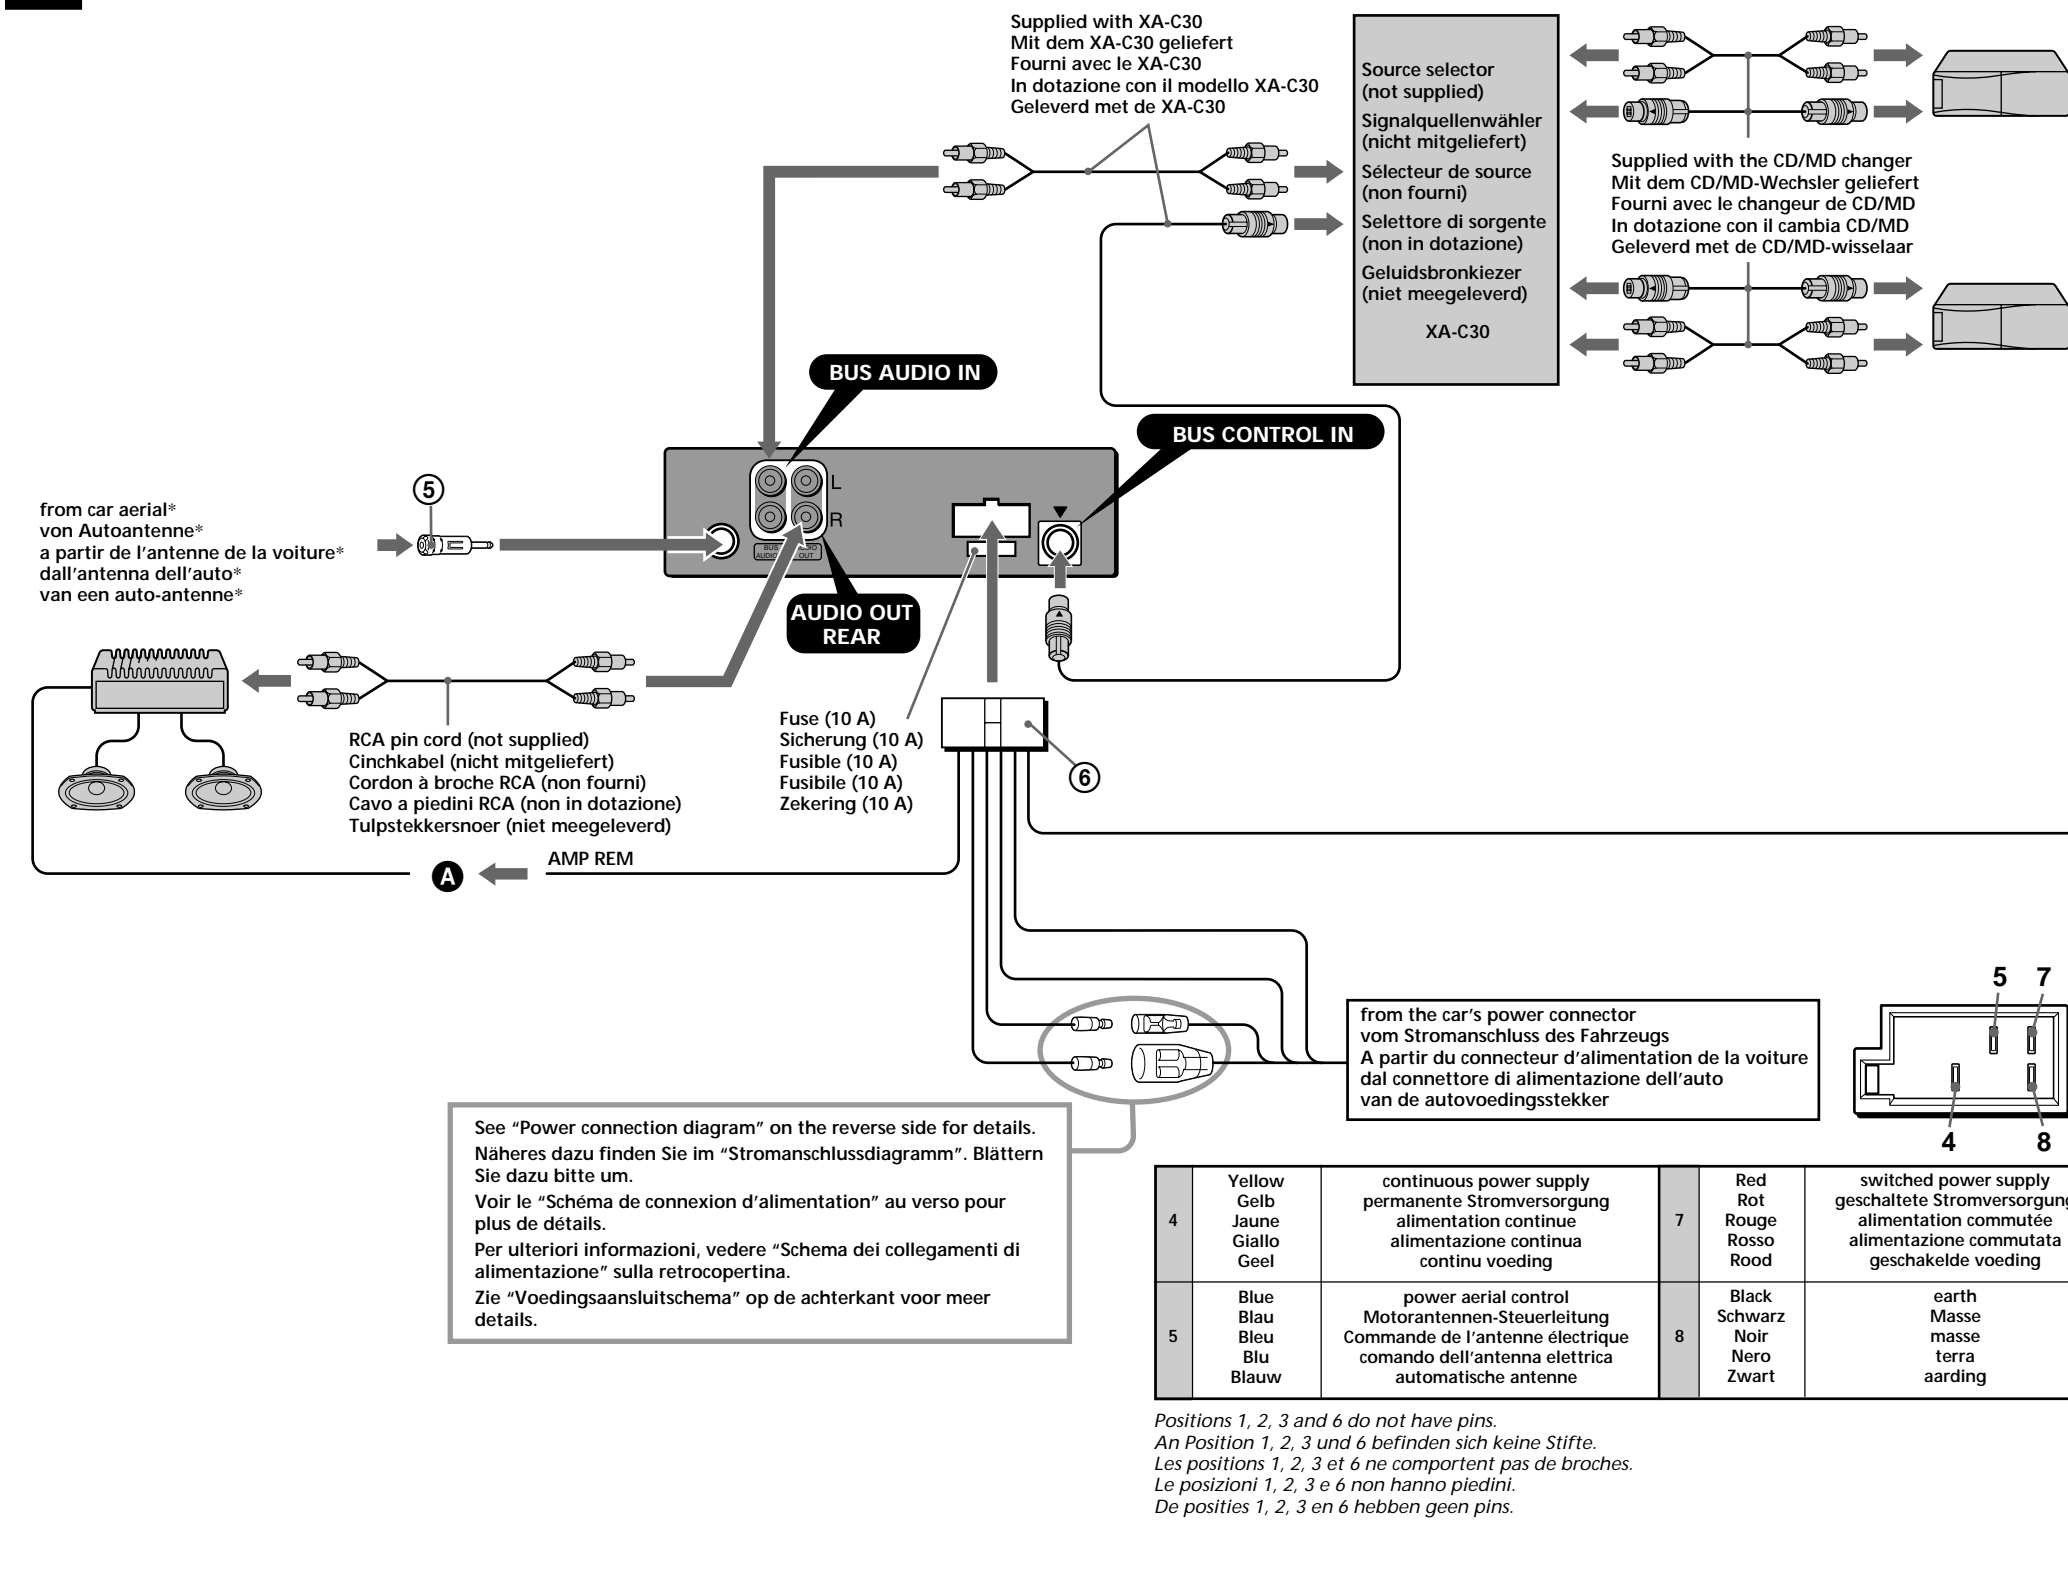 Supplied with XA-C30
Mit dem XA-C30 geliefert
Fourni avec le XA-C30
In dotazione con il modello XA-C30
Geleverd met de XA-C30
Source selector
(not supplied)
Signalquellenwähler
(nicht mitgeliefert)
Sélecteur de source
(non fourni)
Selettore di sorgente
(non in dotazione)
Geluidsbronkiezer
(niet meegeleverd)
XA-C30
Supplied with the CD/MD changer
Mit dem CD/MD-Wechsler geliefert
Fourni avec le changeur de CD/MD
In dotazione con il cambia CD/MD
Geleverd met de CD/MD-wisselaar
BUS AUDIO IN
BUS CONTROL IN
L
R
BUS
AUDIO
OUT
5
from car aerial*
von Autoantenne*
a partir de l'antenne de la voiture*
dall'antenna dell'auto*
van een auto-antenne*
AUDIO OUT
REAR
RCA pin cord (not supplied)
Cinchkabel (nicht mitgeliefert)
Cordon à broche RCA (non fourni)
Cavo a piedini RCA (non in dotazione)
Tulpstekkersnoer (niet meegeleverd)
Fuse (10 A)
Sicherung (10 A)
Fusible (10 A)
Fusibile (10 A)
Zekering (10 A)
6
A
AMP REM
from the car's power connector
vom Stromanschluss des Fahrzeugs
A partir du connecteur d'alimentation de la voiture
dal connettore di alimentazione dell'auto
van de autovoedingsstekker
5 7
4 8
See “Power connection diagram” on the reverse side for details.
Näheres dazu finden Sie im “Stromanschlussdiagramm”. Blättern
Sie dazu bitte um.
Voir le “Schéma de connexion d'alimentation” au verso pour
plus de détails.
Per ulteriori informazioni, vedere “Schema dei collegamenti di
alimentazione” sulla retrocopertina.
Zie “Voedingsaansluitschema” op de achterkant voor meer
details.
4
Yellow
Gelb
Jaune
Giallo
Geel
continuous power supply
permanente Stromversorgung
alimentation continue
alimentazione continua
continu voeding
7
Red
Rot
Rouge
Rosso
Rood
switched power supply
geschaltete Stromversorgung
alimentation commutée
alimentazione commutata
geschakelde voeding
5
Blue
Blau
Bleu
Blu
Blauw
power aerial control
Motorantennen-Steuerleitung
Commande de l'antenne électrique
comando dell'antenna elettrica
automatische antenne
8
Black
Schwarz
Noir
Nero
Zwart
earth
Masse
masse
terra
aarding
Positions 1, 2, 3 and 6 do not have pins.
An Position 1, 2, 3 und 6 befinden sich keine Stifte.
Les positions 1, 2, 3 et 6 ne comportent pas de broches.
Le posizioni 1, 2, 3 e 6 non hanno piedini.
De posities 1, 2, 3 en 6 hebben geen pins.